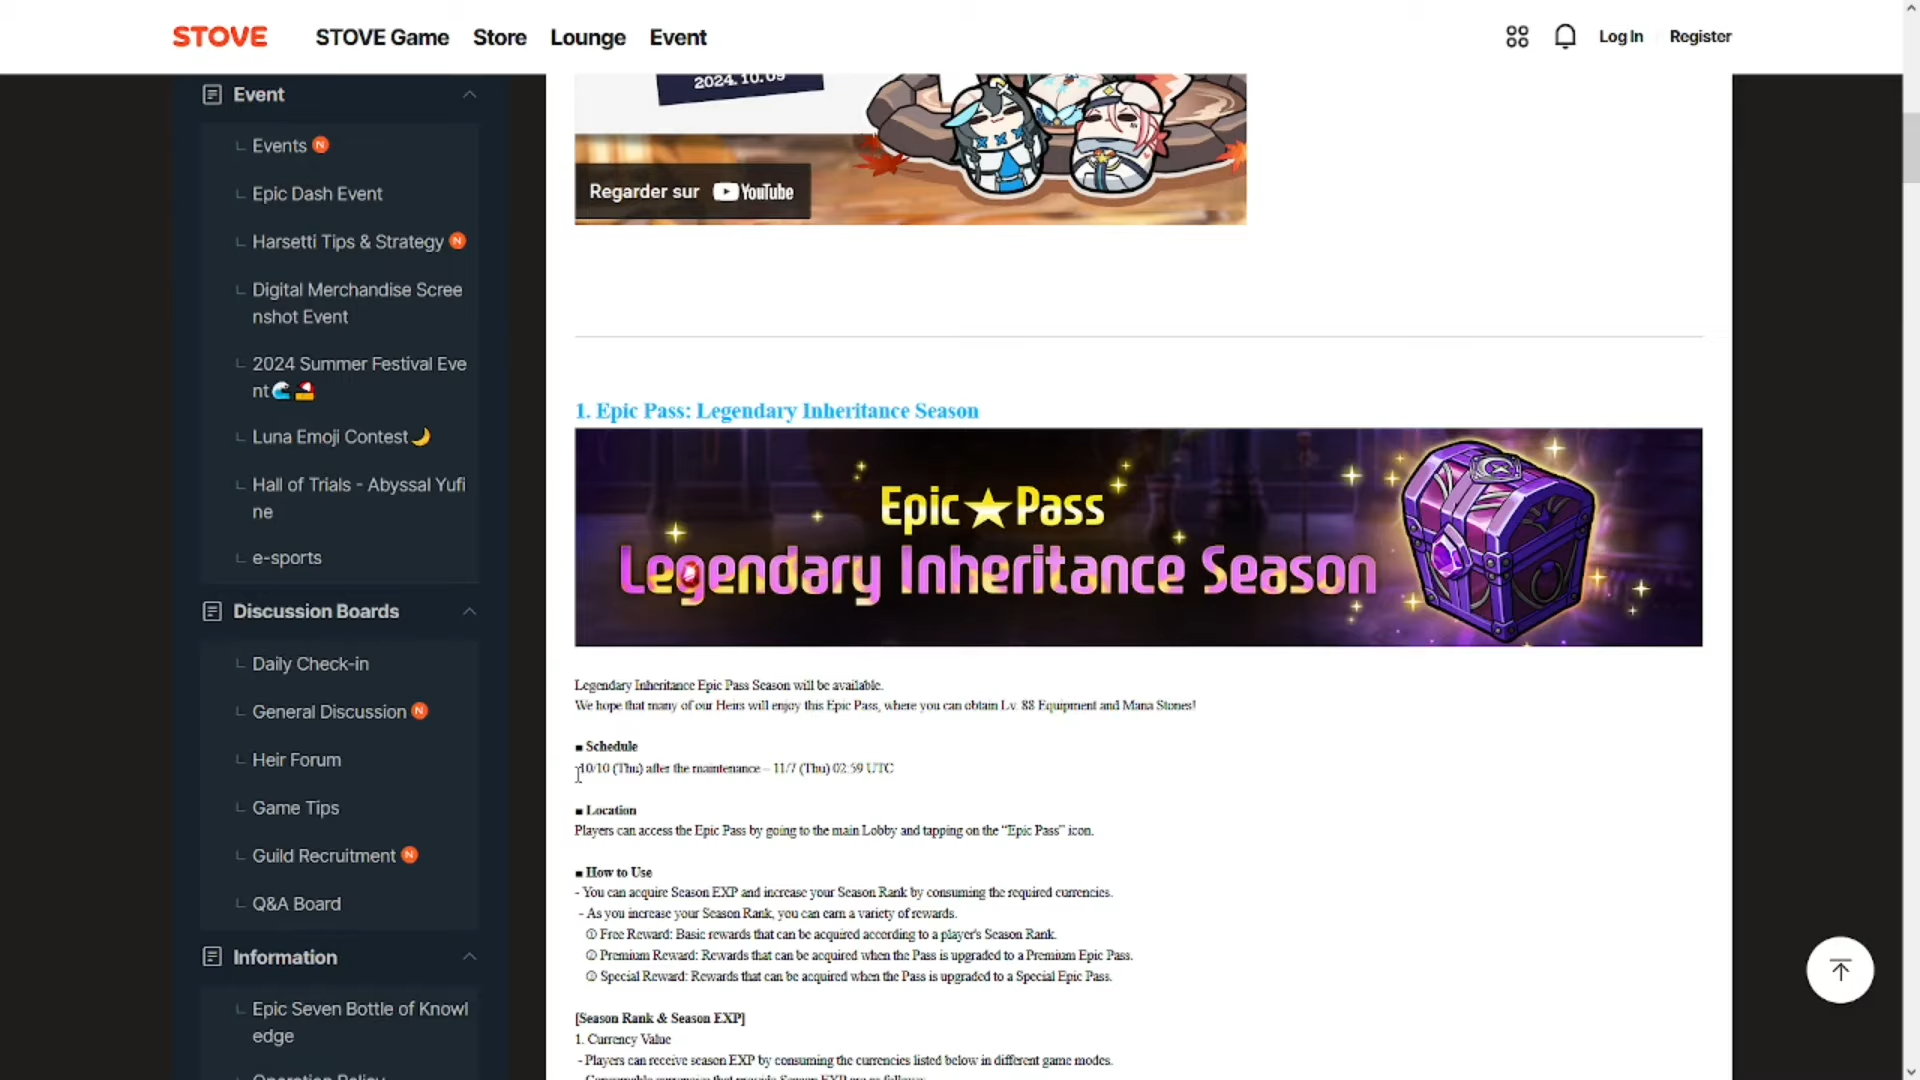 STOVE
STOVE Game Store Lounge Event
Log In Register
Event
Events N
Epic Dash Event
Harsetti Tips & Strategy N
Digital Merchandise Scree
nshot Event
2024 Summer Festival Eve
nt
Luna Emoji Contest
Hall of Trials - Abyssal Yufi
ne
e-sports
Discussion Boards
Daily Check-in
General Discussion N
Heir Forum
Game Tips
Guild Recruitment N
Q&A Board
Information
Epic Seven Bottle of Knowl
edge
Operation Policy
2024.10.09
Regarder sur YouTube
1. Epic Pass: Legendary Inheritance Season
Epic★Pass
Legendary Inheritance Season
Legendary Inheritance Epic Pass Season will be available.
We hope that many of our Heirs will enjoy this Epic Pass, where you can obtain Lv. 88 Equipment and Mana Stones!
■ Schedule
10/10 (Thu) after the maintenance – 11/7 (Thu) 02:59 UTC
■ Location
Players can access the Epic Pass by going to the main Lobby and tapping on the “Epic Pass” icon.
■ How to Use
- You can acquire Season EXP and increase your Season Rank by consuming the required currencies.
- As you increase your Season Rank, you can earn a variety of rewards.
Free Reward: Basic rewards that can be acquired according to a player's Season Rank.
Premium Reward: Rewards that can be acquired when the Pass is upgraded to a Premium Epic Pass.
Special Reward: Rewards that can be acquired when the Pass is upgraded to a Special Epic Pass.
[Season Rank & Season EXP]
1. Currency Value
- Players can receive season EXP by consuming the currencies listed below in different game modes.
- Consumable currencies that provide Season EXP are as follows: